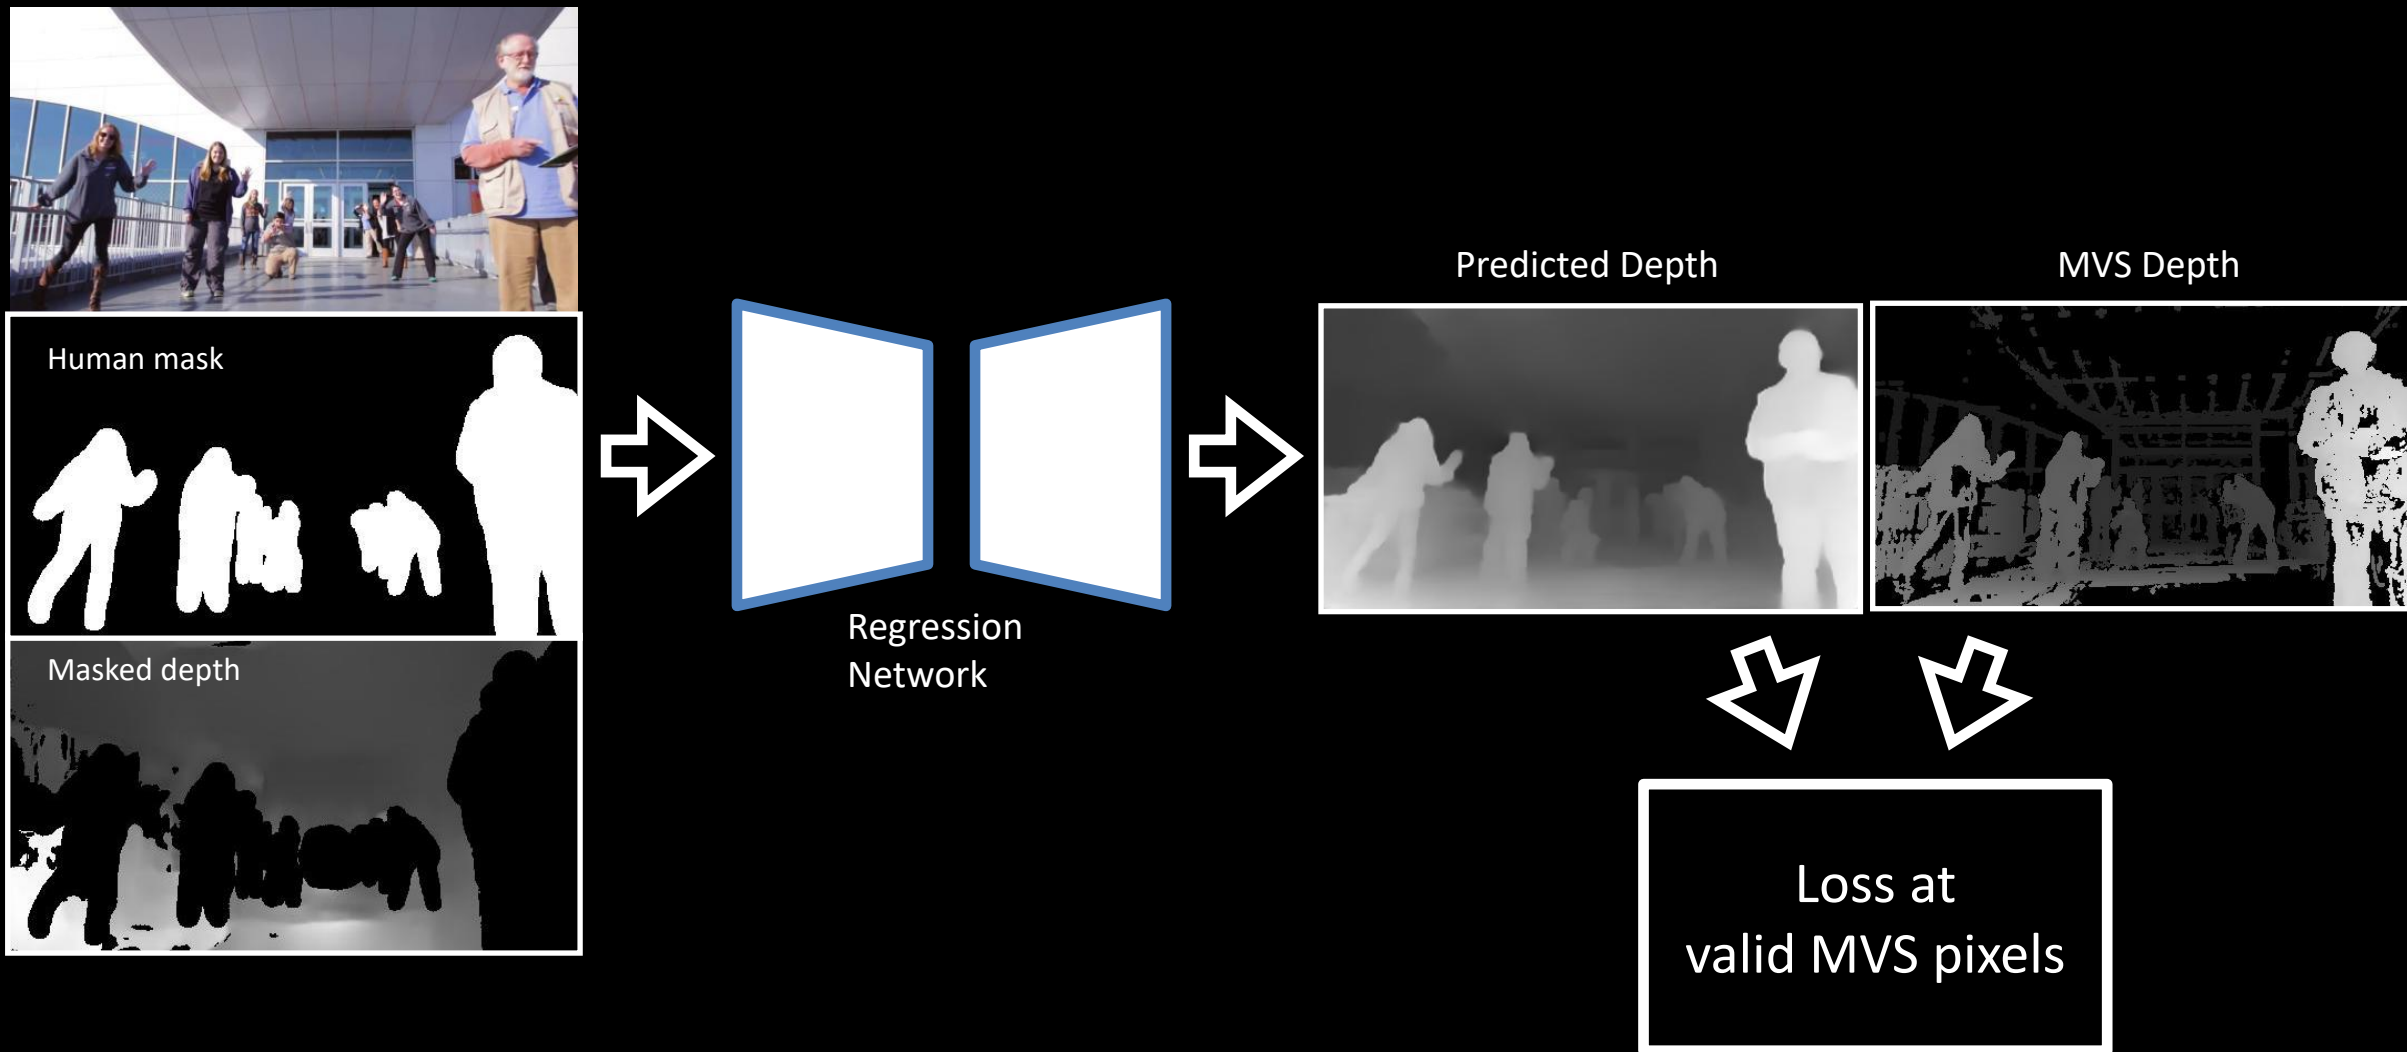 Human mask
Masked depth
Regression
Network
Predicted Depth
MVS Depth
Loss at
valid MVS pixels